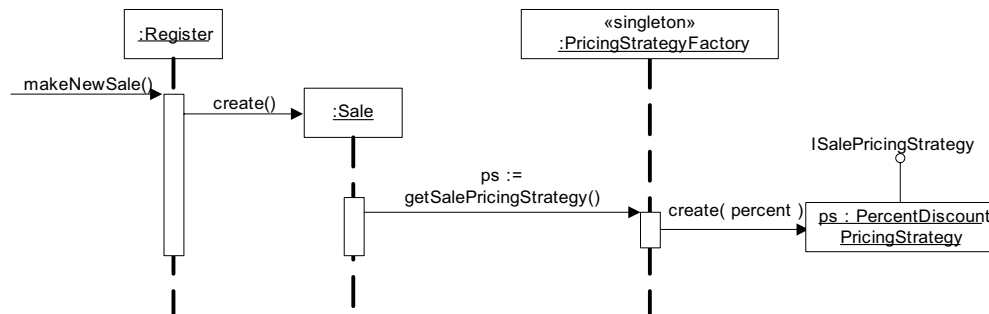 :Register
«singleton»
:PricingStrategyFactory
makeNewSale()
create()
:Sale
ISalePricingStrategy
ps :=
getSalePricingStrategy()
create( percent )
ps : PercentDiscount
PricingStrategy